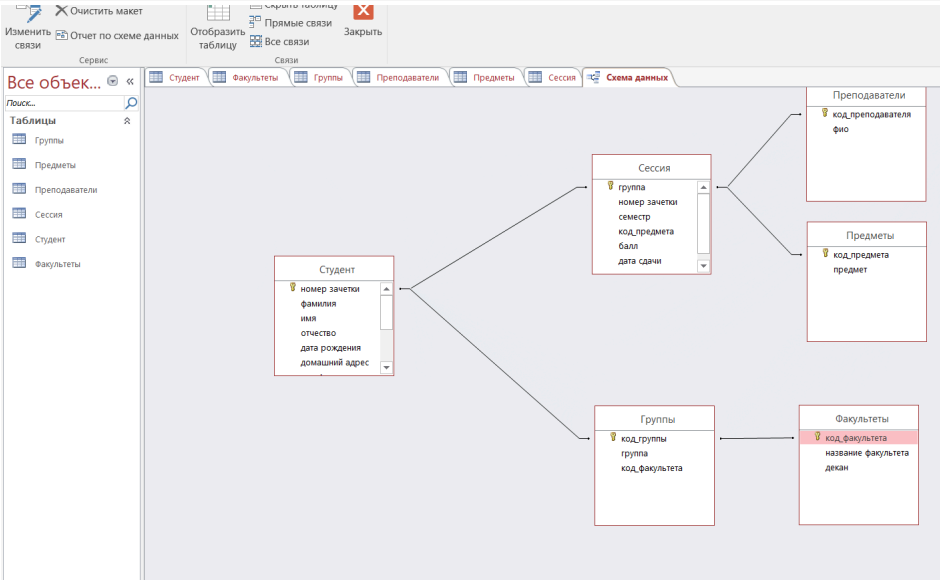 Очистить макет
Скрыть таблицу
Прямые связи
Изменить связи
Отчет по схеме данных
Отобразить таблицу
Все связи
Закрыть
Сервис
Связи
Все объек...
Поиск...
Таблицы
Группы
Предметы
Преподаватели
Сессия
Студент
Факультеты
Студент
Факультеты
Группы
Преподаватели
Предметы
Сессия
Схема данных
Преподаватели
код_преподавателя
фио
Сессия
группа
номер зачетки
семестр
код_предмета
балл
дата сдачи
Предметы
код_предмета
предмет
Студент
номер зачетки
фамилия
имя
отчество
дата рождения
домашний адрес
Группы
код_группы
группа
код_факультета
Факультеты
код_факультета
название факультета
декан